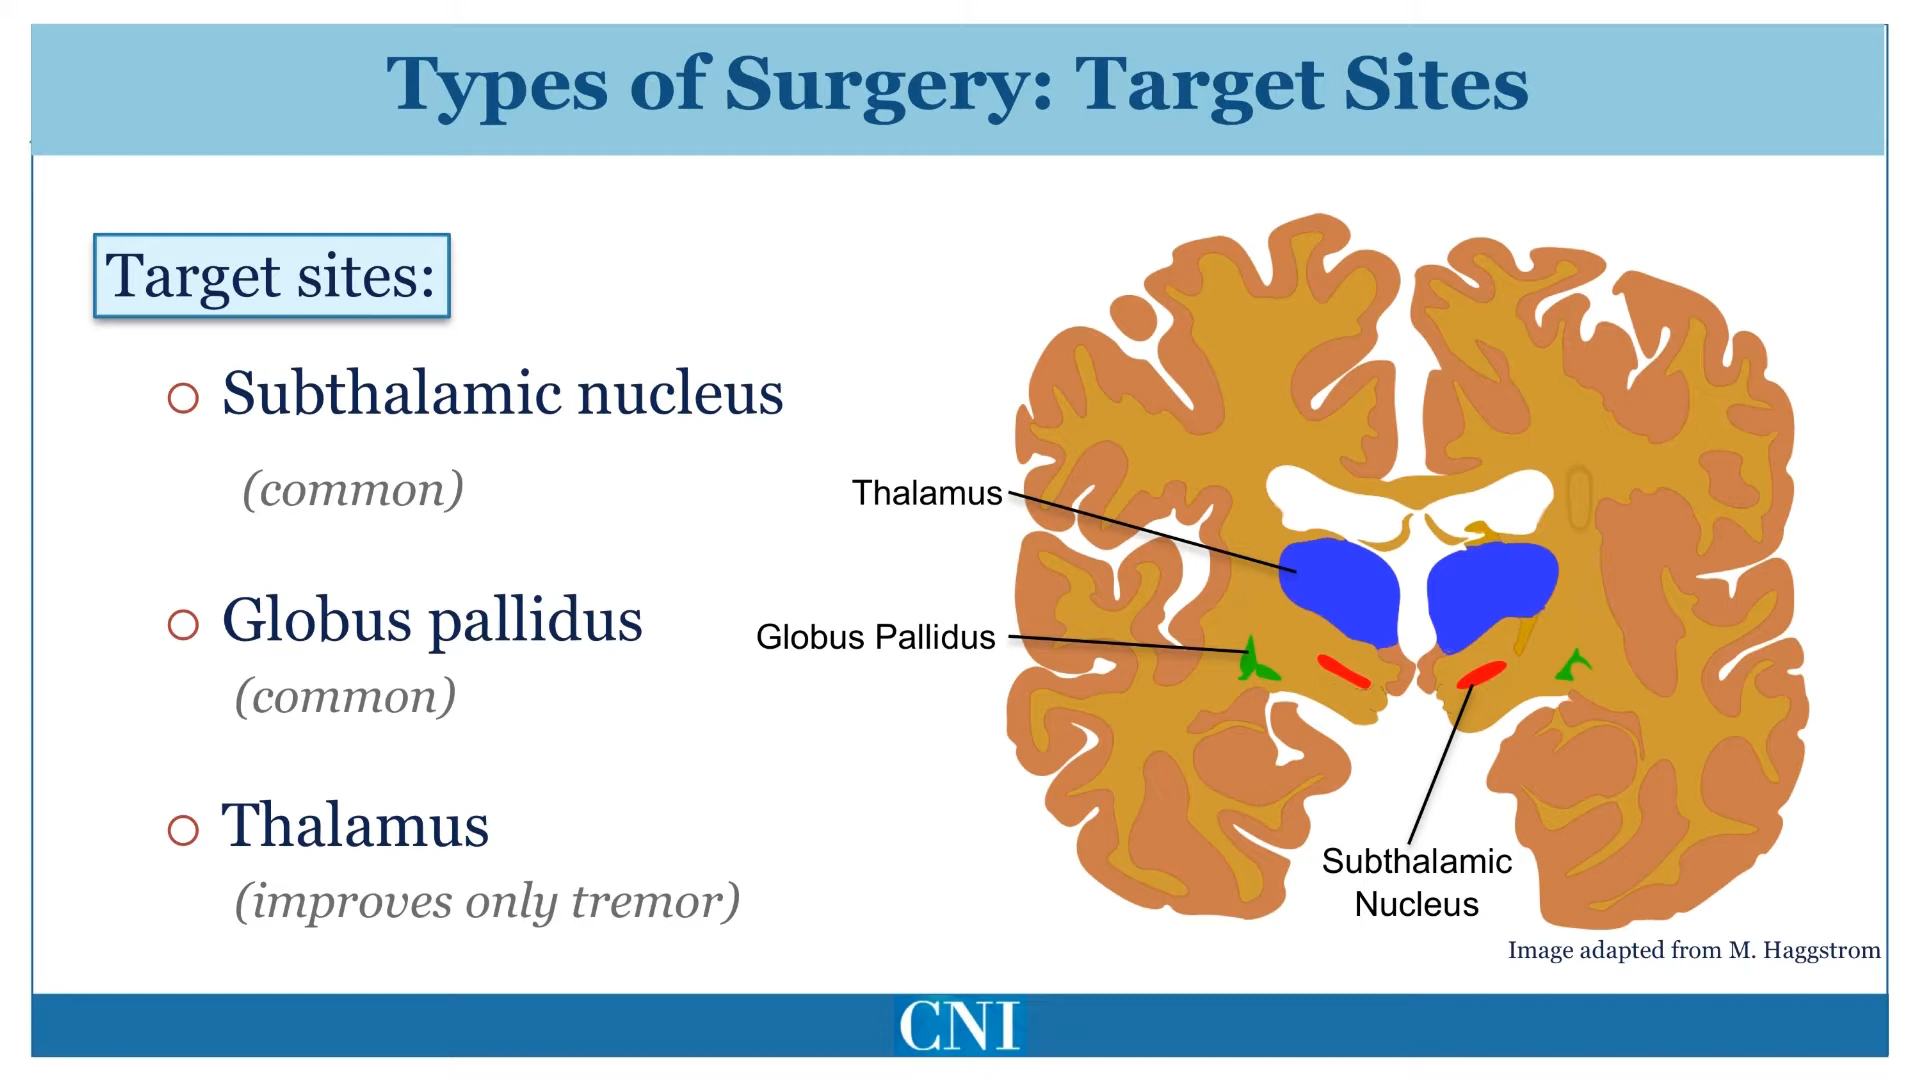 Types of Surgery: Target Sites
Target sites:
Subthalamic nucleus
(common)
Globus pallidus
(common)
Thalamus
(improves only tremor)
Thalamus
Globus Pallidus
Subthalamic
Nucleus
Image adapted from M. Haggstrom
CNI